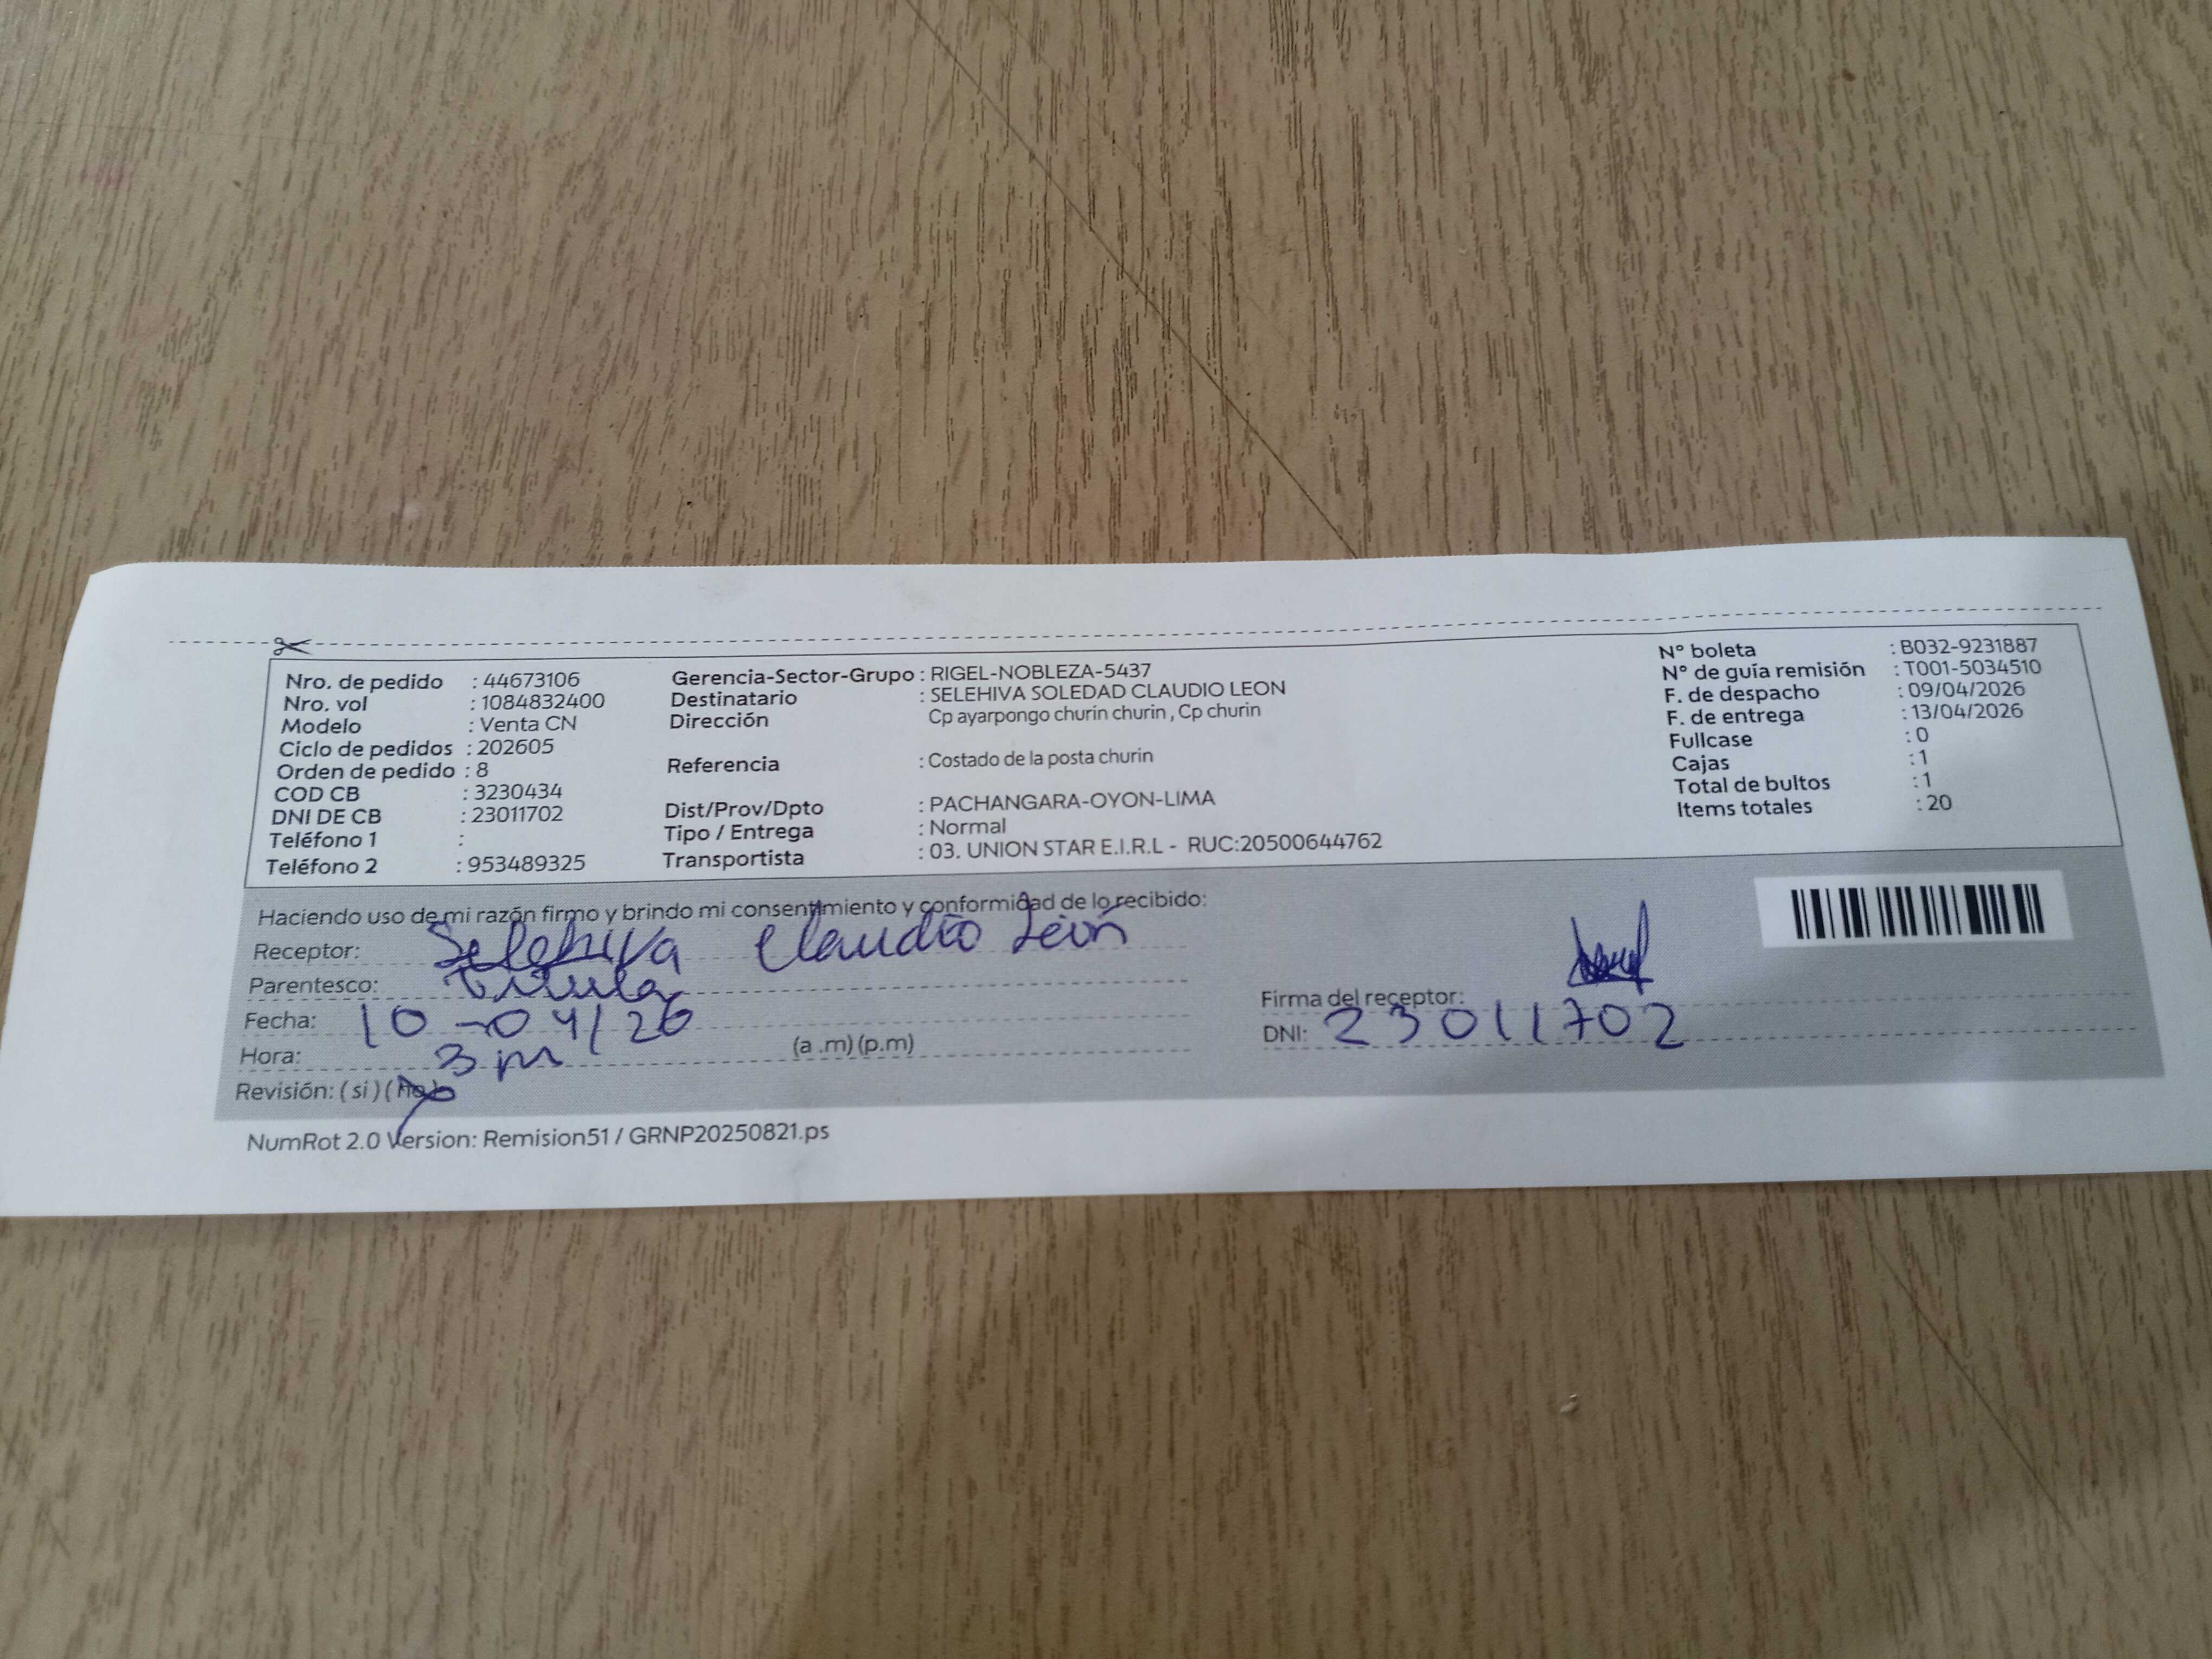 Nro. de pedido : 44673106
Nro. vol : 1084832400
Modelo : Venta CN
Ciclo de pedidos : 202605
Orden de pedido : 8
COD CB : 3230434
DNI DE CB : 23011702
Teléfono 1 :
Teléfono 2 : 953489325
Gerencia-Sector-Grupo : RIGEL-NOBLEZA-5437
Destinatario : SELEHIVA SOLEDAD CLAUDIO LEON
Dirección Cp ayarpongo churin churin , Cp churin
Referencia : Costado de la posta churin
Dist/Prov/Dpto : PACHANGARA-OYON-LIMA
Tipo / Entrega : Normal
Transportista : 03. UNION STAR E.I.R.L - RUC:20500644762
N° boleta : B032-9231887
N° de guía remisión : T001-5034510
F. de despacho : 09/04/2026
F. de entrega : 13/04/2026
Fullcase : 0
Cajas : 1
Total de bultos : 1
Items totales : 20
Haciendo uso de mi razón firmo y brindo mi consentimiento y conformidad de lo recibido:
Receptor: Selehiva Claudio León
Parentesco: titula
Fecha: 10-04/26
Hora: 3 pm (a .m) (p.m)
Revisión: ( si ) ( no )
Firma del receptor:
DNI: 23011702
NumRot 2.0 Version: Remision51 / GRNP20250821.ps